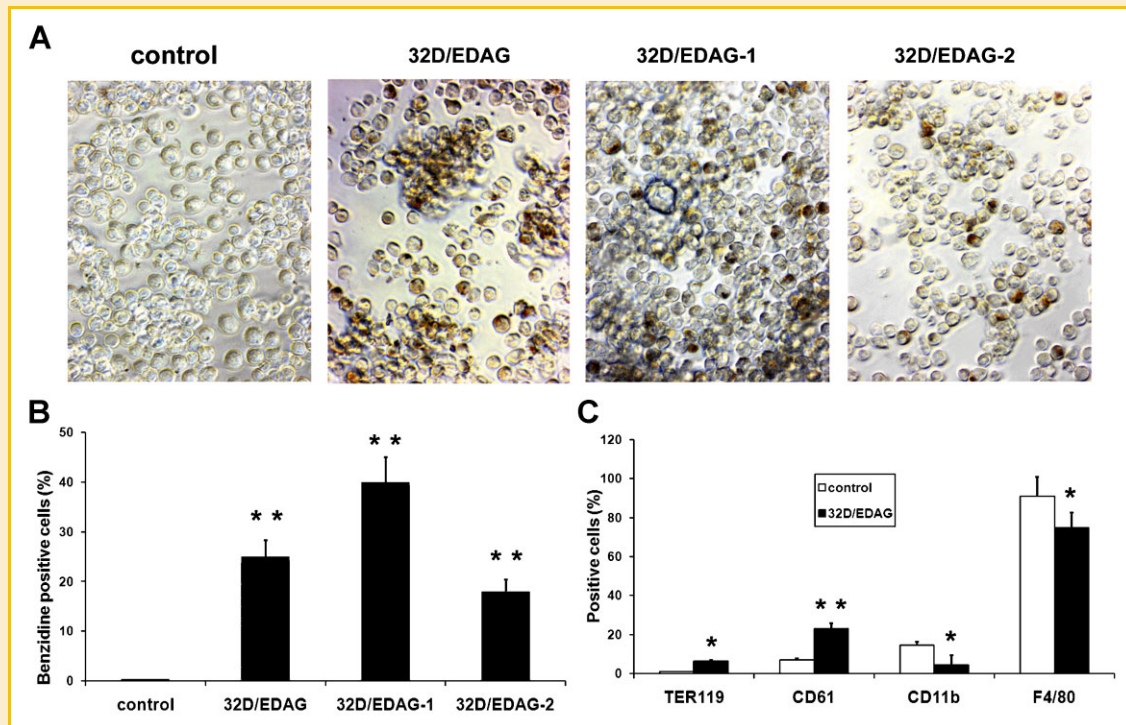 A
control 32D/EDAG 32D/EDAG-1 32D/EDAG-2
B
Benzidine positive cells (%)
50
40
30
20
10
0
* *
* *
* *
control 32D/EDAG 32D/EDAG-1 32D/EDAG-2
C
Positive cells (%)
120
100
80
60
40
20
0
control
32D/EDAG
*
* *
*
*
TER119 CD61 CD11b F4/80